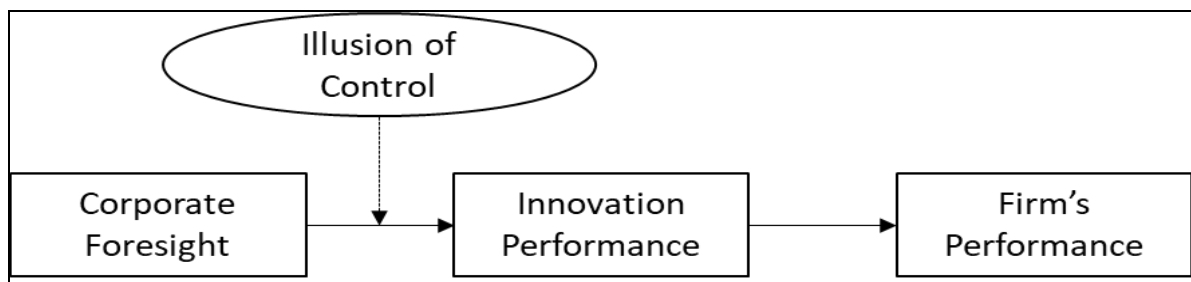 Illusion of
Control
Corporate
Foresight
Innovation
Performance
Firm’s
Performance